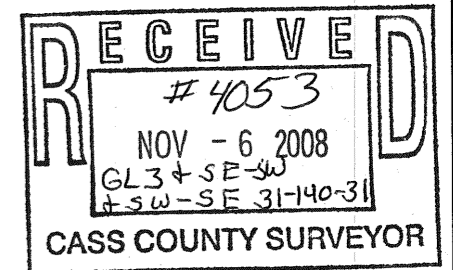 RECEIVED
# 4053
NOV - 6 2008
GL3 + SE-SW
+ SW-SE 31-140-31
CASS COUNTY SURVEYOR